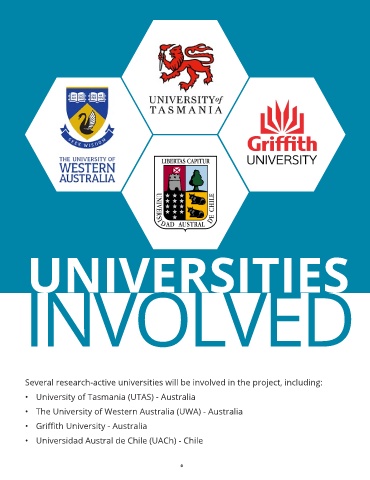 UNIVERSITY of
TASMANIA
SEEK WISDOM
THE UNIVERSITY OF
WESTERN
AUSTRALIA
Griffith
UNIVERSITY
LIBERTAS CAPITUR
UNIVERSIDAD AUSTRAL DE CHILE
UNIVERSITIES
INVOLVED
Several research-active universities will be involved in the project, including:
• University of Tasmania (UTAS) - Australia
• The University of Western Australia (UWA) - Australia
• Griffith University - Australia
• Universidad Austral de Chile (UACh) - Chile